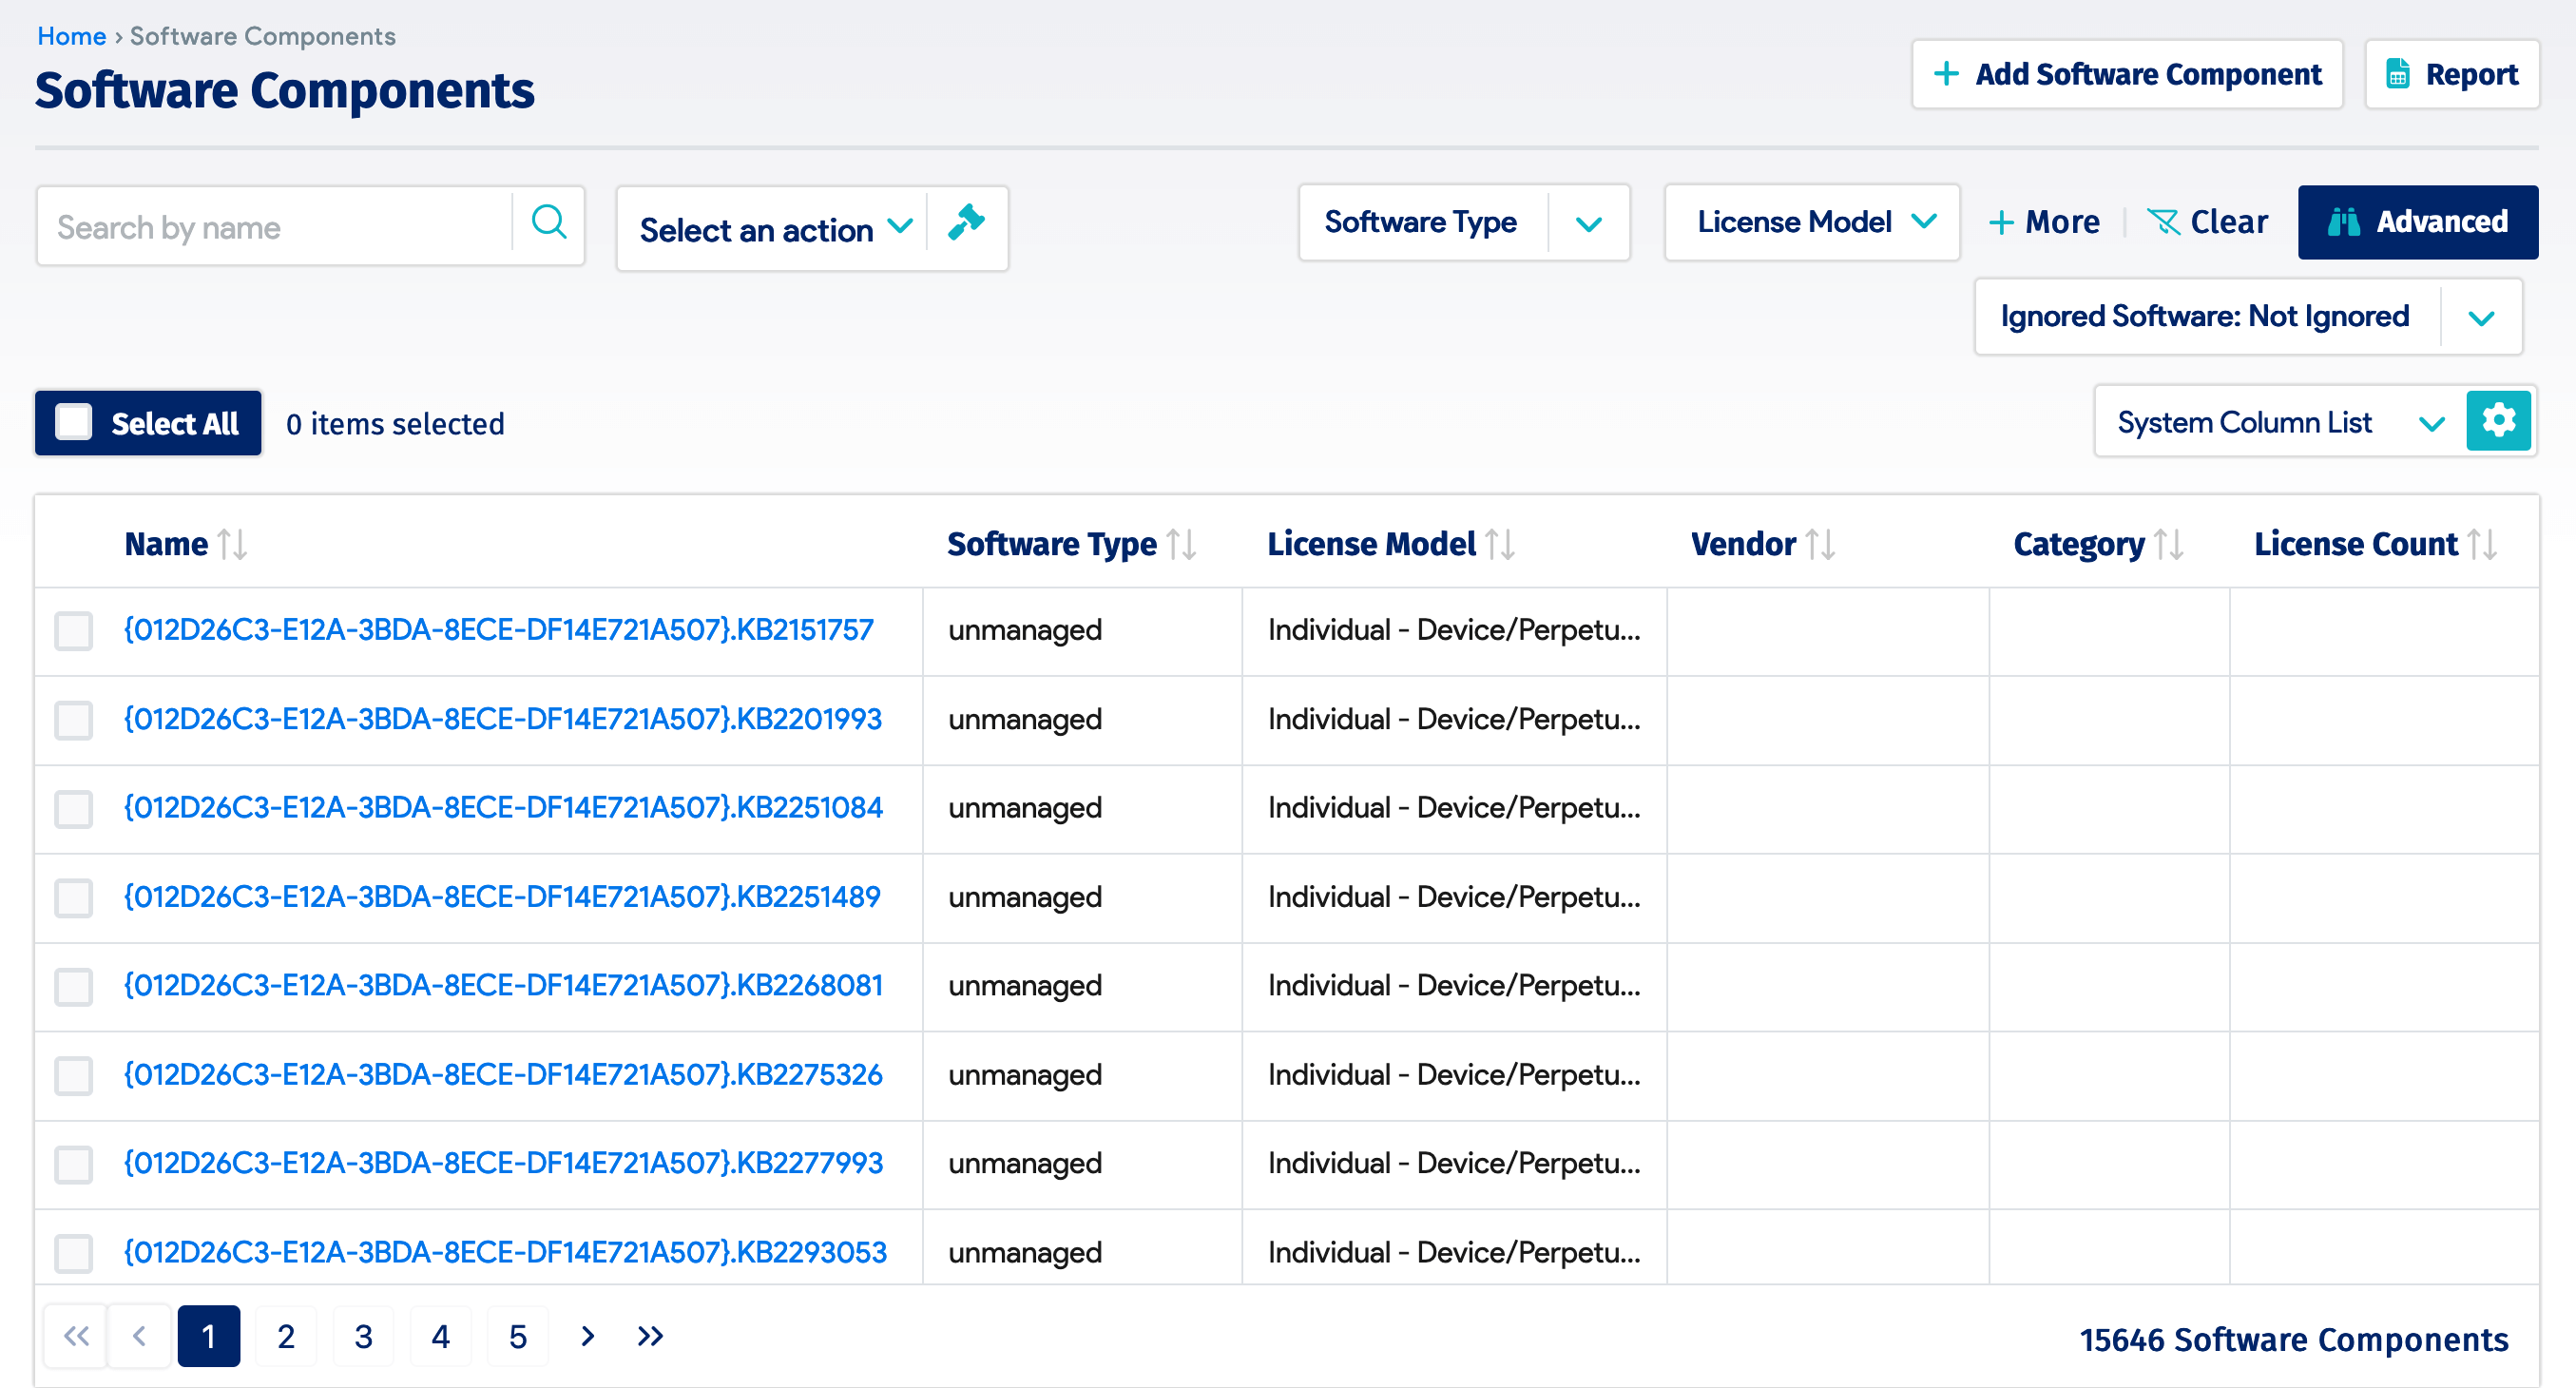 Home › Software Components
Software Components
Add Software Component
Report
Search by name
Select an action
Software Type
License Model
More
Clear
Advanced
Ignored Software: Not Ignored
Select All
0 items selected
System Column List
Name Software Type License Model Vendor Category License Count
{012D26C3-E12A-3BDA-8ECE-DF14E721A507}.KB2151757 unmanaged Individual - Device/Perpetu...
{012D26C3-E12A-3BDA-8ECE-DF14E721A507}.KB2201993 unmanaged Individual - Device/Perpetu...
{012D26C3-E12A-3BDA-8ECE-DF14E721A507}.KB2251084 unmanaged Individual - Device/Perpetu...
{012D26C3-E12A-3BDA-8ECE-DF14E721A507}.KB2251489 unmanaged Individual - Device/Perpetu...
{012D26C3-E12A-3BDA-8ECE-DF14E721A507}.KB2268081 unmanaged Individual - Device/Perpetu...
{012D26C3-E12A-3BDA-8ECE-DF14E721A507}.KB2275326 unmanaged Individual - Device/Perpetu...
{012D26C3-E12A-3BDA-8ECE-DF14E721A507}.KB2277993 unmanaged Individual - Device/Perpetu...
{012D26C3-E12A-3BDA-8ECE-DF14E721A507}.KB2293053 unmanaged Individual - Device/Perpetu...
1 2 3 4 5
15646 Software Components